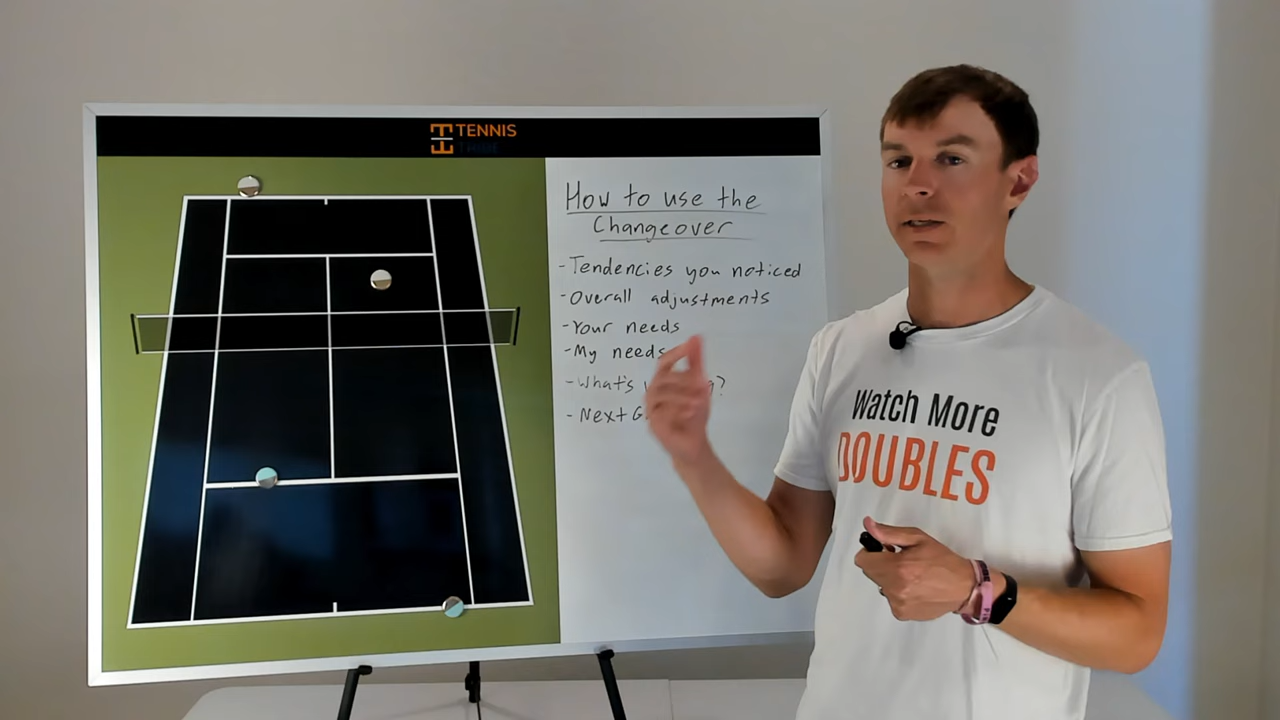 TENNIS
TRIBE
How to use the
Changeover
- Tendencies you noticed
- Overall adjustments
- Your needs
- My needs
- What's
- Next
Watch More
DOUBLES